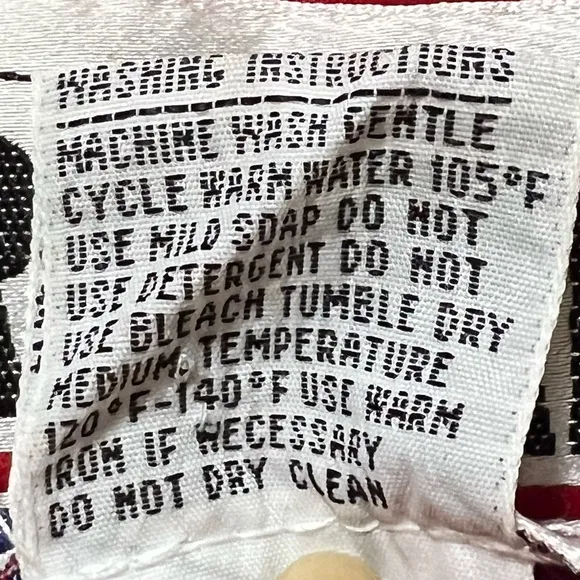 WASHING INSTRUCTIONS
MACHINE WASH GENTLE
CYCLE WARM WATER 105°F
USE MILD SOAP DO NOT
USE DETERGENT DO NOT
USE BLEACH TUMBLE DRY
MEDIUM. TEMPERATURE
120°F-140°F USE WARM
IRON IF NECESSARY
DO NOT DRY CLEAN